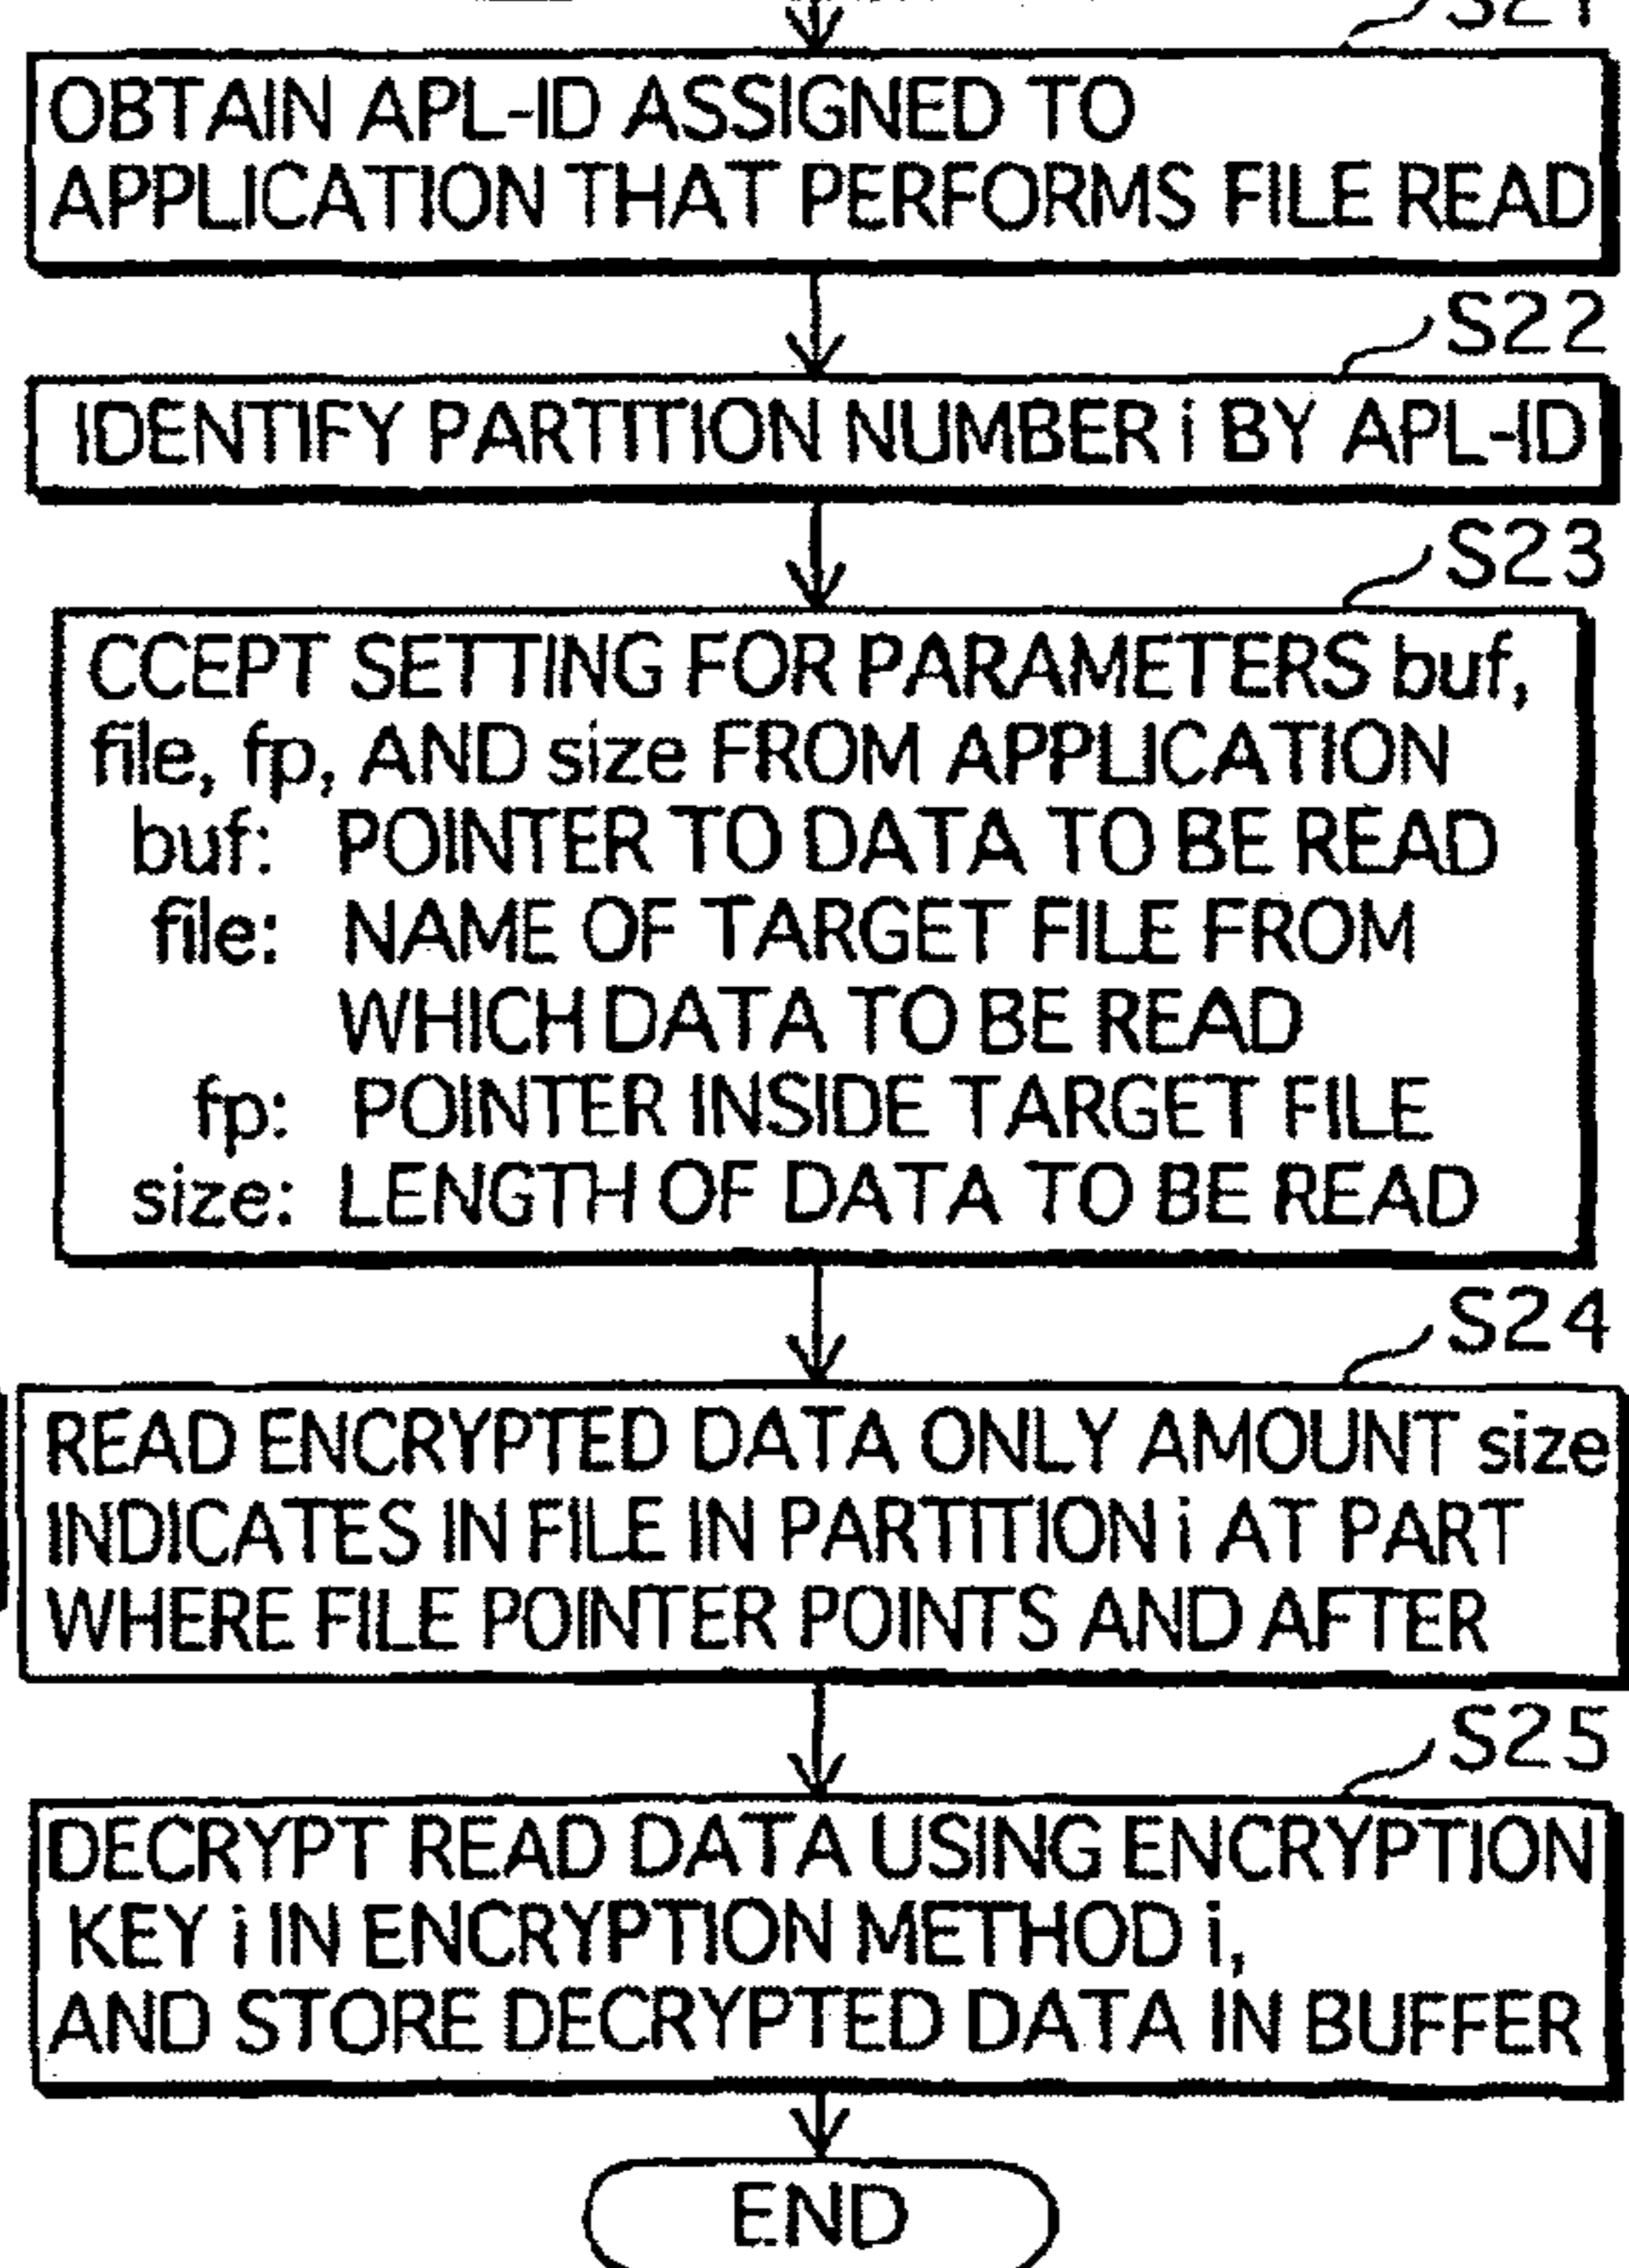 S21
OBTAIN APL-ID ASSIGNED TO
APPLICATION THAT PERFORMS FILE READ
S22
IDENTIFY PARTITION NUMBER i BY APL-ID
S23
CCEPT SETTING FOR PARAMETERS buf,
file, fp, AND size FROM APPLICATION
buf: POINTER TO DATA TO BE READ
file: NAME OF TARGET FILE FROM
WHICH DATA TO BE READ
fp: POINTER INSIDE TARGET FILE
size: LENGTH OF DATA TO BE READ
S24
READ ENCRYPTED DATA ONLY AMOUNT size
INDICATES IN FILE IN PARTITION i AT PART
WHERE FILE POINTER POINTS AND AFTER
S25
DECRYPT READ DATA USING ENCRYPTION
KEY i IN ENCRYPTION METHOD i,
AND STORE DECRYPTED DATA IN BUFFER
END